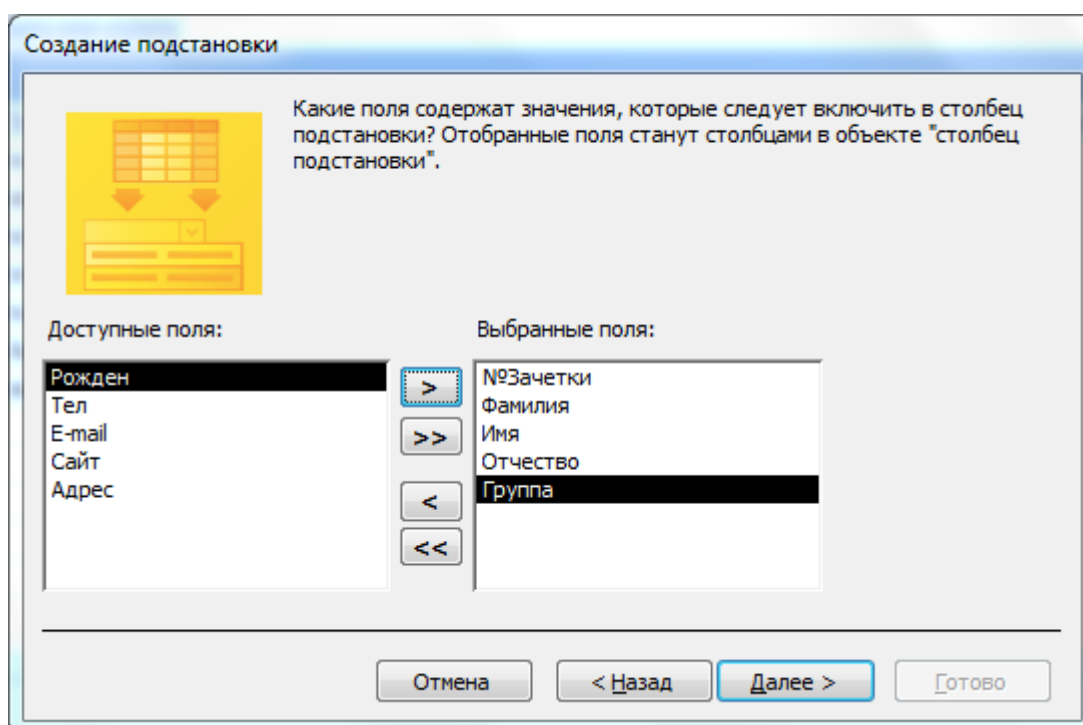 Создание подстановки
Какие поля содержат значения, которые следует включить в столбец
подстановки? Отобранные поля станут столбцами в объекте "столбец
подстановки".
Доступные поля:
Выбранные поля:
Рожден
Тел
E-mail
Сайт
Адрес
>
>>
<
<<
№Зачетки
Фамилия
Имя
Отчество
Группа
Отмена
< Назад
Далее >
Готово